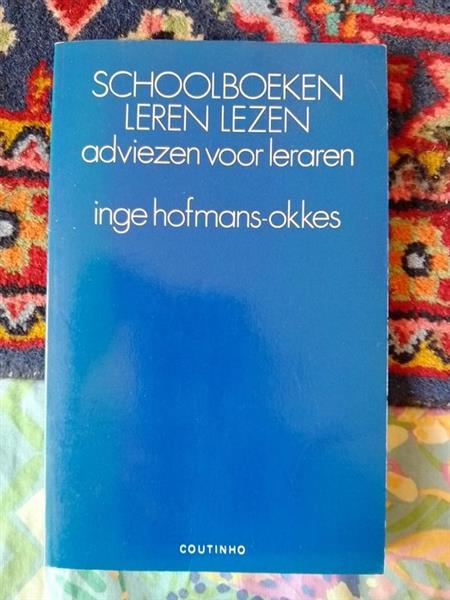 SCHOOLBOEKEN
LEREN LEZEN
adviezen voor leraren
inge hofmans-okkes
COUTINHO